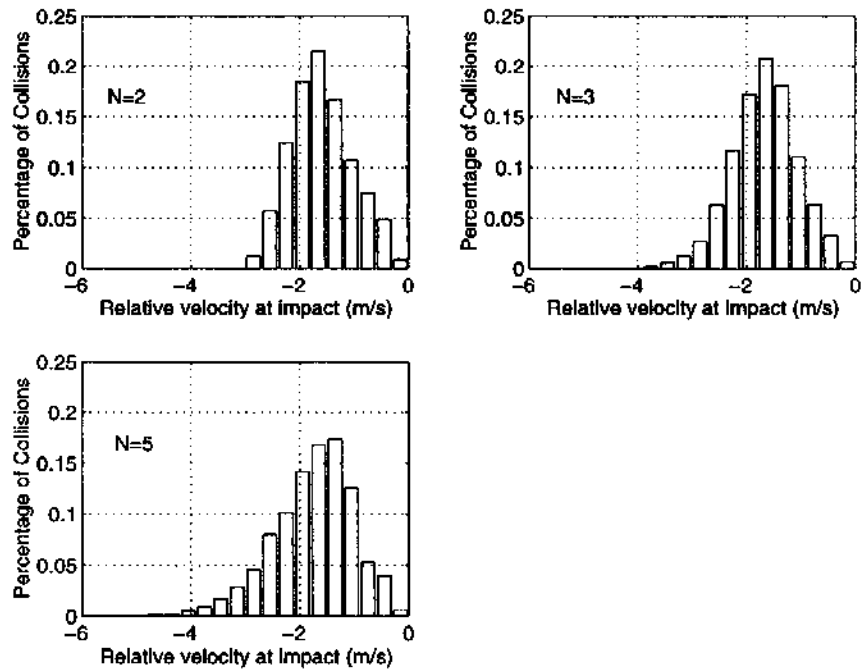 Percentage of Collisions
0.25
0.2
0.15
0.1
0.05
0
N=2
−6 −4 −2 0
Relative velocity at impact (m/s)
Percentage of Collisions
0.25
0.2
0.15
0.1
0.05
0
N=3
−6 −4 −2 0
Relative velocity at impact (m/s)
Percentage of Collisions
0.25
0.2
0.15
0.1
0.05
0
N=5
−6 −4 −2 0
Relative velocity at impact (m/s)